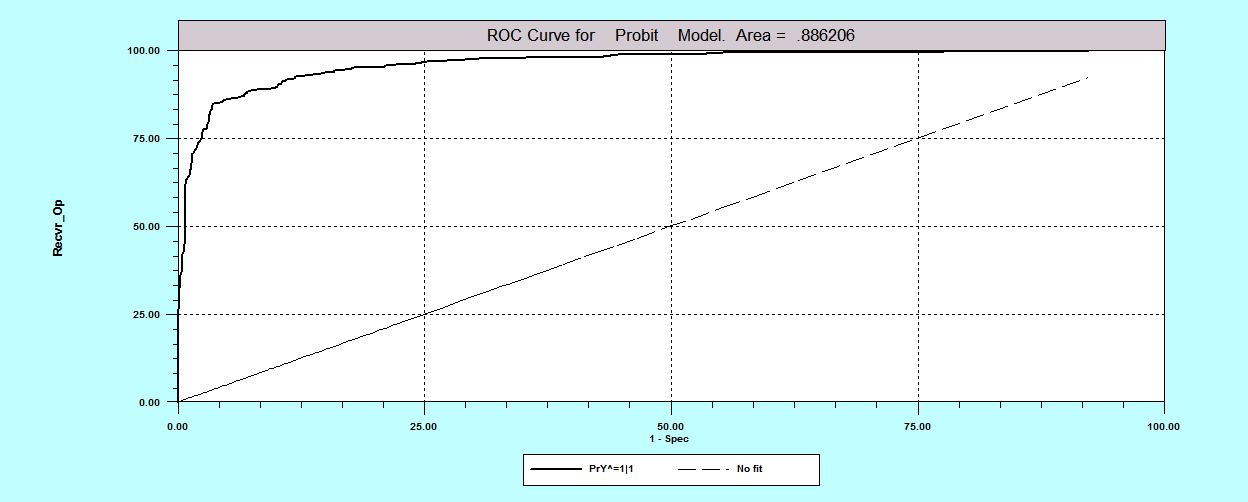 ROC Curve for Probit Model. Area = .886206
100.00
75.00
50.00
25.00
0.00
Recvr_Op
0.00 25.00 50.00 75.00 100.00
1 - Spec
PrY^=1|1 No fit